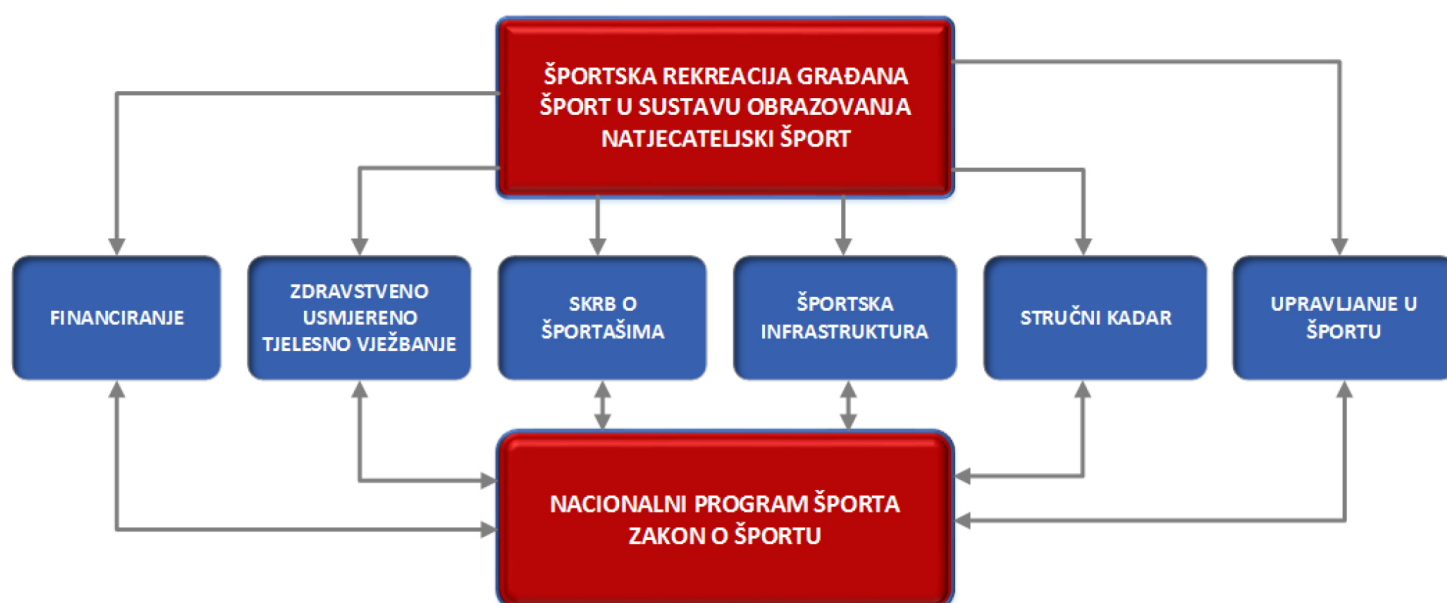 ŠPORTSKA REKREACIJA GRAĐANA
ŠPORT U SUSTAVU OBRAZOVANJA
NATJECATELJSKI ŠPORT
FINANCIRANJE
ZDRAVSTVENO
USMJERENO
TJELESNO VJEŽBANJE
SKRB O
ŠPORTAŠIMA
ŠPORTSKA
INFRASTRUKTURA
STRUČNI KADAR
UPRAVLJANJE U
ŠPORTU
NACIONALNI PROGRAM ŠPORTA
ZAKON O ŠPORTU